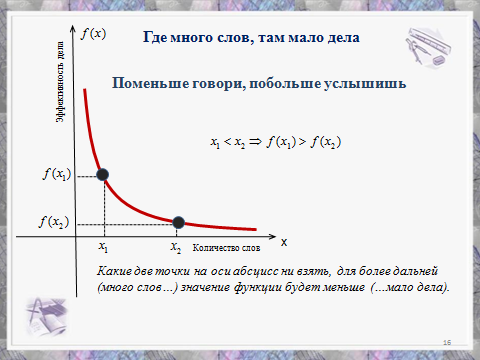 f(x)
Где много слов, там мало дела
Эффективность дела
Поменьше говори, побольше услышишь
x₁ < x₂ ⇒ f(x₁) > f(x₂)
f(x₁)
f(x₂)
x₁
x₂
Количество слов
x
Какие две точки на оси абсцисс ни взять, для более дальней
(много слов…) значение функции будет меньше (…мало дела).
16